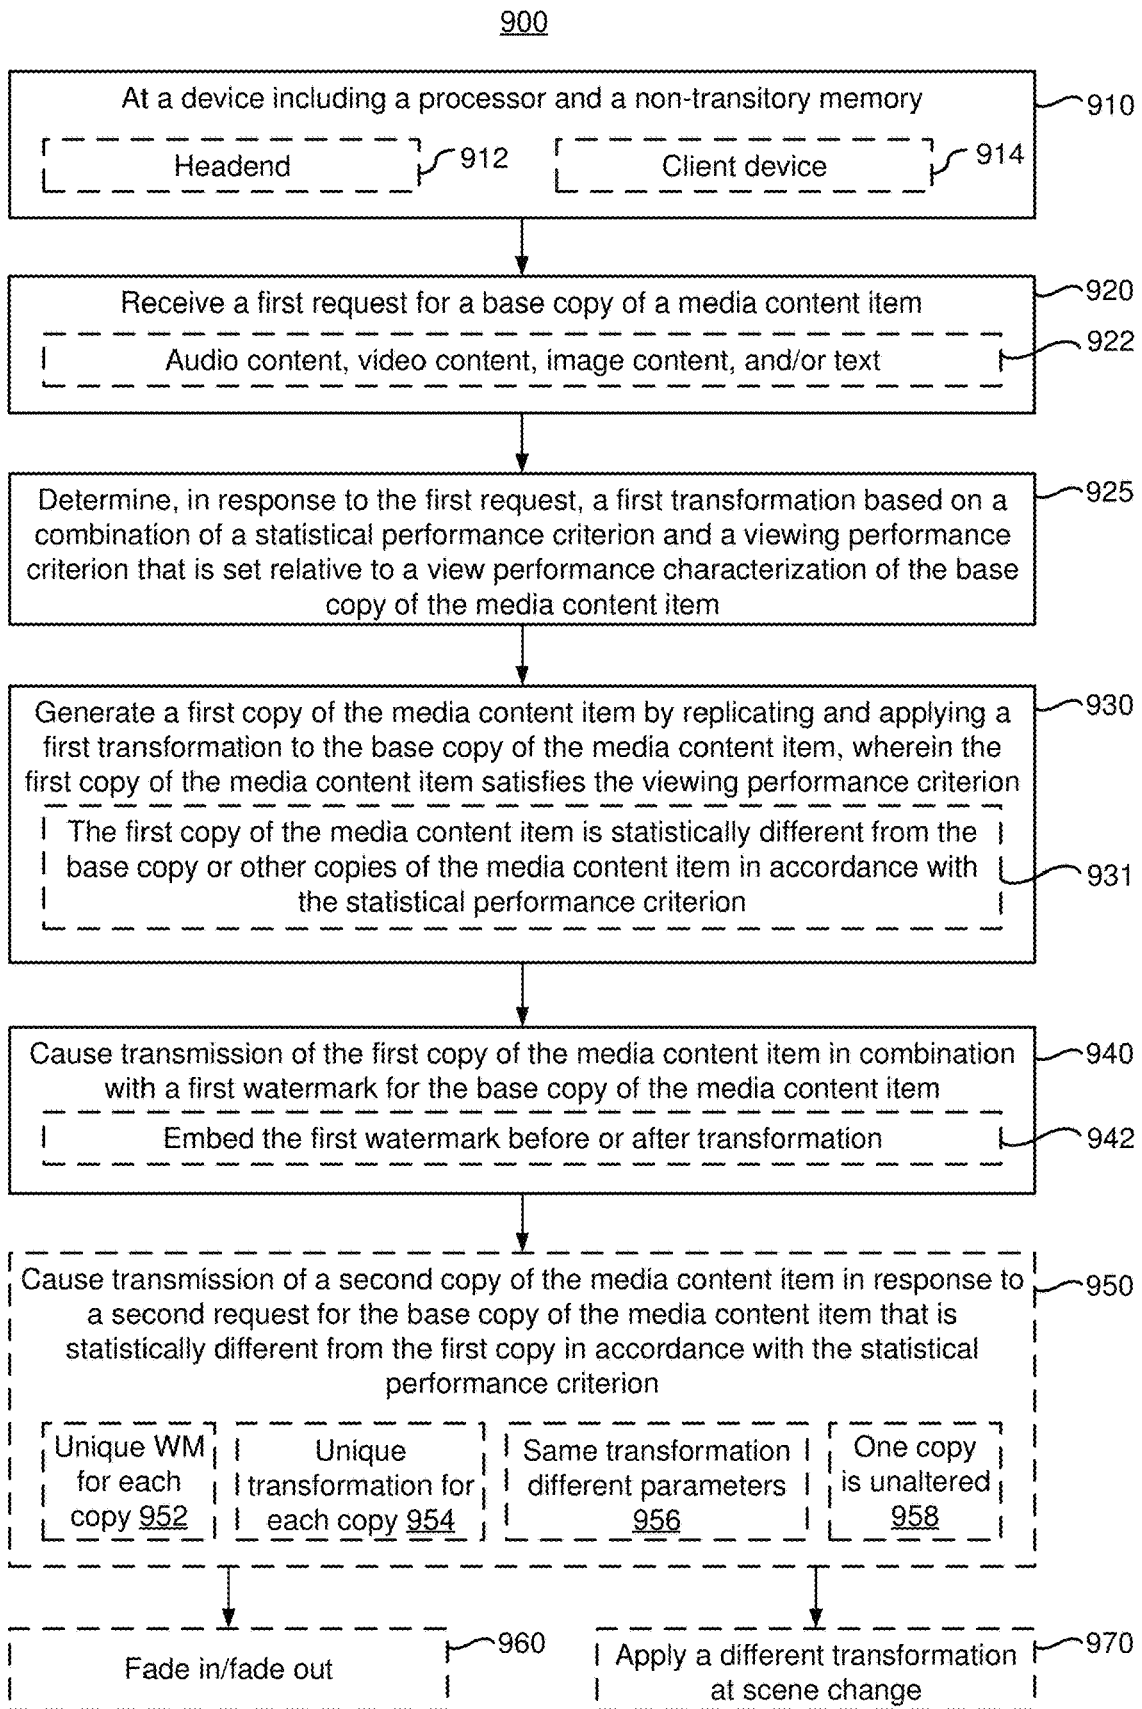 900
At a device including a processor and a non-transitory memory
910
Headend
912
Client device
914
Receive a first request for a base copy of a media content item
920
Audio content, video content, image content, and/or text
922
Determine, in response to the first request, a first transformation based on a
combination of a statistical performance criterion and a viewing performance
criterion that is set relative to a view performance characterization of the base
copy of the media content item
925
Generate a first copy of the media content item by replicating and applying a
first transformation to the base copy of the media content item, wherein the
first copy of the media content item satisfies the viewing performance criterion
930
The first copy of the media content item is statistically different from the
base copy or other copies of the media content item in accordance with
the statistical performance criterion
931
Cause transmission of the first copy of the media content item in combination
with a first watermark for the base copy of the media content item
940
Embed the first watermark before or after transformation
942
Cause transmission of a second copy of the media content item in response to
a second request for the base copy of the media content item that is
statistically different from the first copy in accordance with the statistical
performance criterion
950
Unique WM
for each
copy 952
Unique
transformation for
each copy 954
Same transformation
different parameters
956
One copy
is unaltered
958
Fade in/fade out
960
Apply a different transformation
at scene change
970